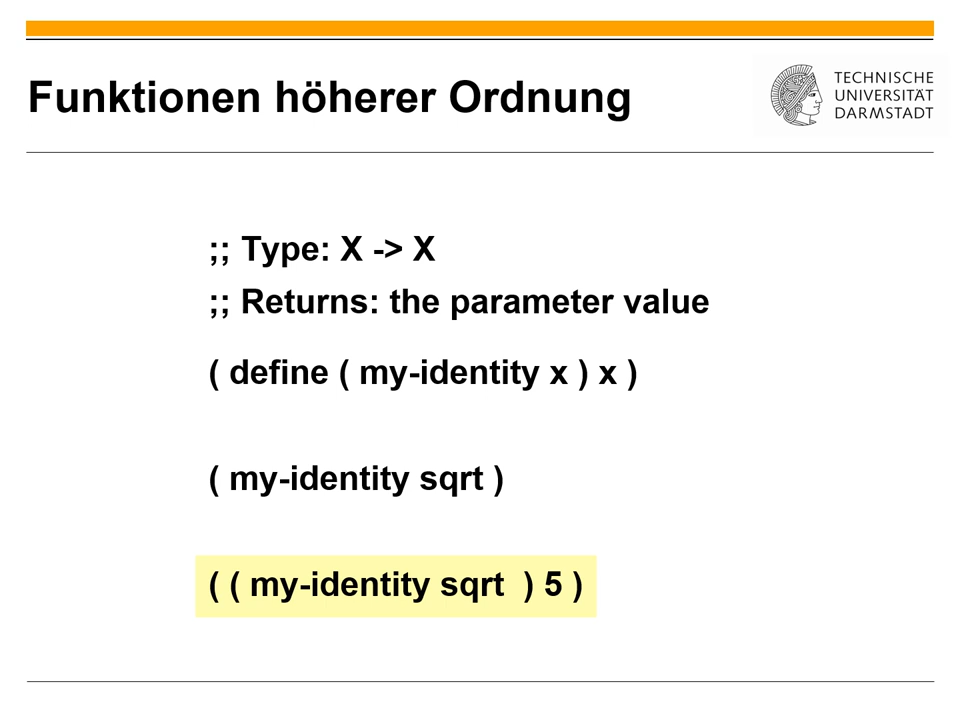 Funktionen höherer Ordnung
TECHNISCHE
UNIVERSITÄT
DARMSTADT
;; Type: X -> X
;; Returns: the parameter value
( define ( my-identity x ) x )
( my-identity sqrt )
( ( my-identity sqrt  ) 5 )